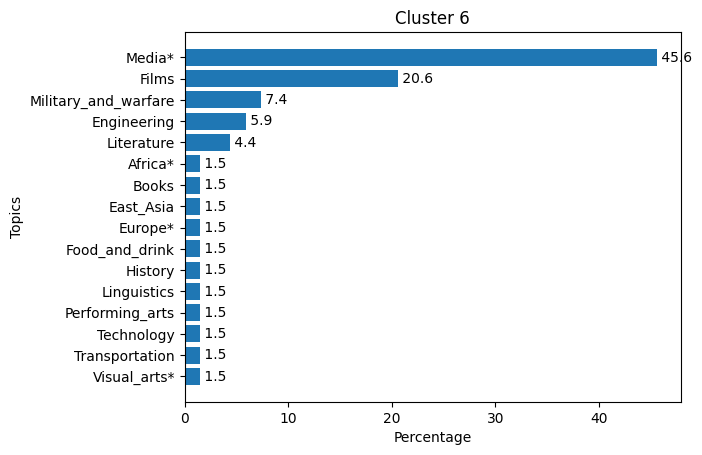 Cluster 6
Topics
Media* 45.6
Films 20.6
Military_and_warfare 7.4
Engineering 5.9
Literature 4.4
Africa* 1.5
Books 1.5
East_Asia 1.5
Europe* 1.5
Food_and_drink 1.5
History 1.5
Linguistics 1.5
Performing_arts 1.5
Technology 1.5
Transportation 1.5
Visual_arts* 1.5
0 10 20 30 40
Percentage